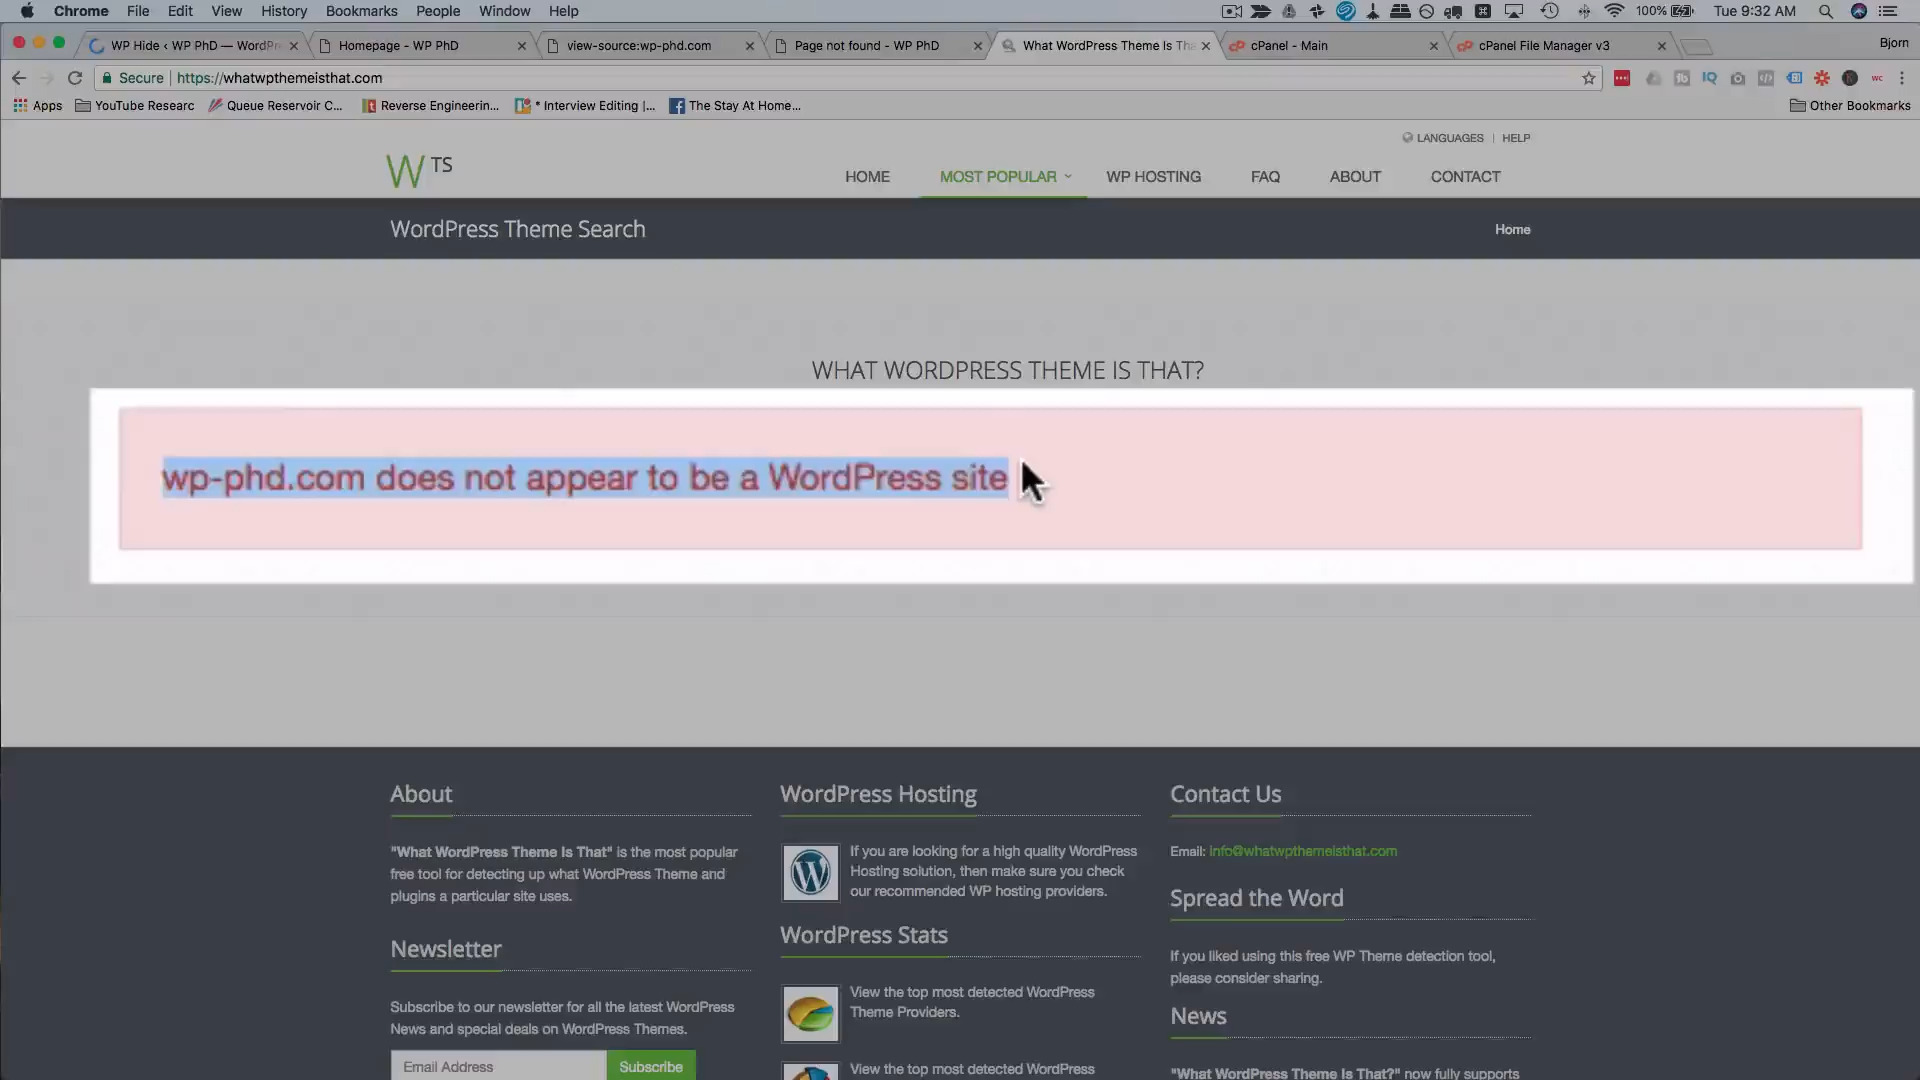 Chrome File Edit View History Bookmarks People Window Help 100% Tue 9:32 AM
WP Hide ‹ WP PhD — WordPr
Homepage - WP PhD
view-source:wp-phd.com
Page not found - WP PhD
What WordPress Theme Is Tha
cPanel - Main
cPanel File Manager v3
Bjorn
Secure | https://whatwpthemeisthat.com
Apps YouTube Researc Queue Reservoir C... Reverse Engineerin... * Interview Editing |... The Stay At Home... Other Bookmarks
LANGUAGES | HELP
W TS
HOME MOST POPULAR WP HOSTING FAQ ABOUT CONTACT
WordPress Theme Search
Home
WHAT WORDPRESS THEME IS THAT?
wp-phd.com does not appear to be a WordPress site
About
"What WordPress Theme Is That" is the most popular
free tool for detecting up what WordPress Theme and
plugins a particular site uses.
Newsletter
Subscribe to our newsletter for all the latest WordPress
News and special deals on WordPress Themes.
Email Address
Subscribe
WordPress Hosting
If you are looking for a high quality WordPress
Hosting solution, then make sure you check
our recommended WP hosting providers.
WordPress Stats
View the top most detected WordPress
Theme Providers.
View the top most detected WordPress
Contact Us
Email: info@whatwpthemeisthat.com
Spread the Word
If you liked using this free WP Theme detection tool,
please consider sharing.
News
"What WordPress Theme Is That?" now fully supports